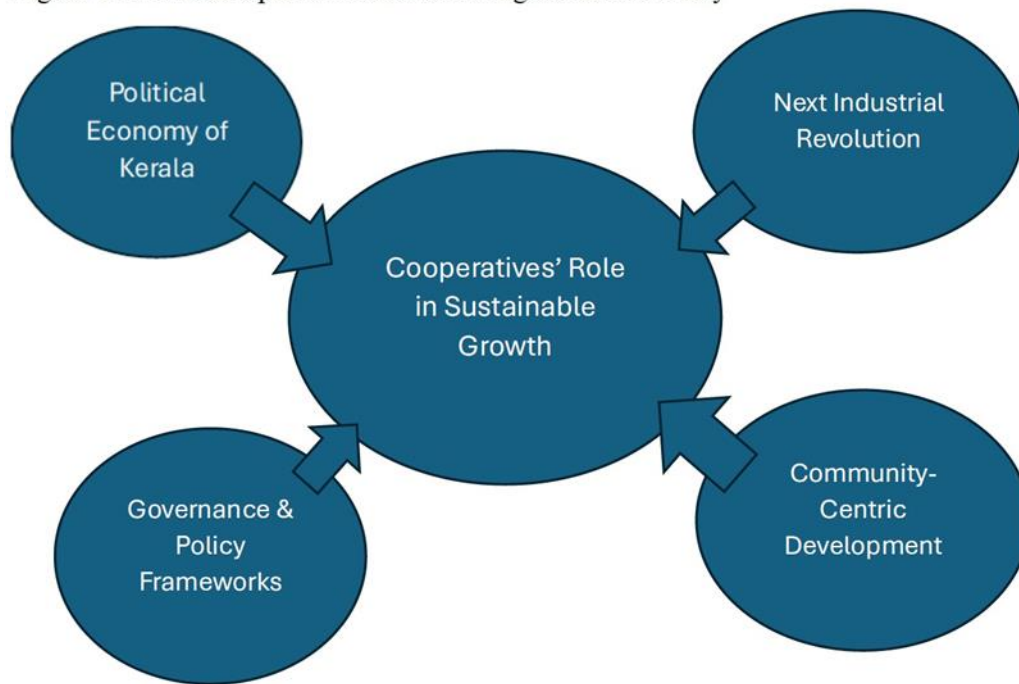 Political
Economy of
Kerala
Next Industrial
Revolution
Cooperatives’ Role
in Sustainable
Growth
Governance &
Policy
Frameworks
Community-
Centric
Development